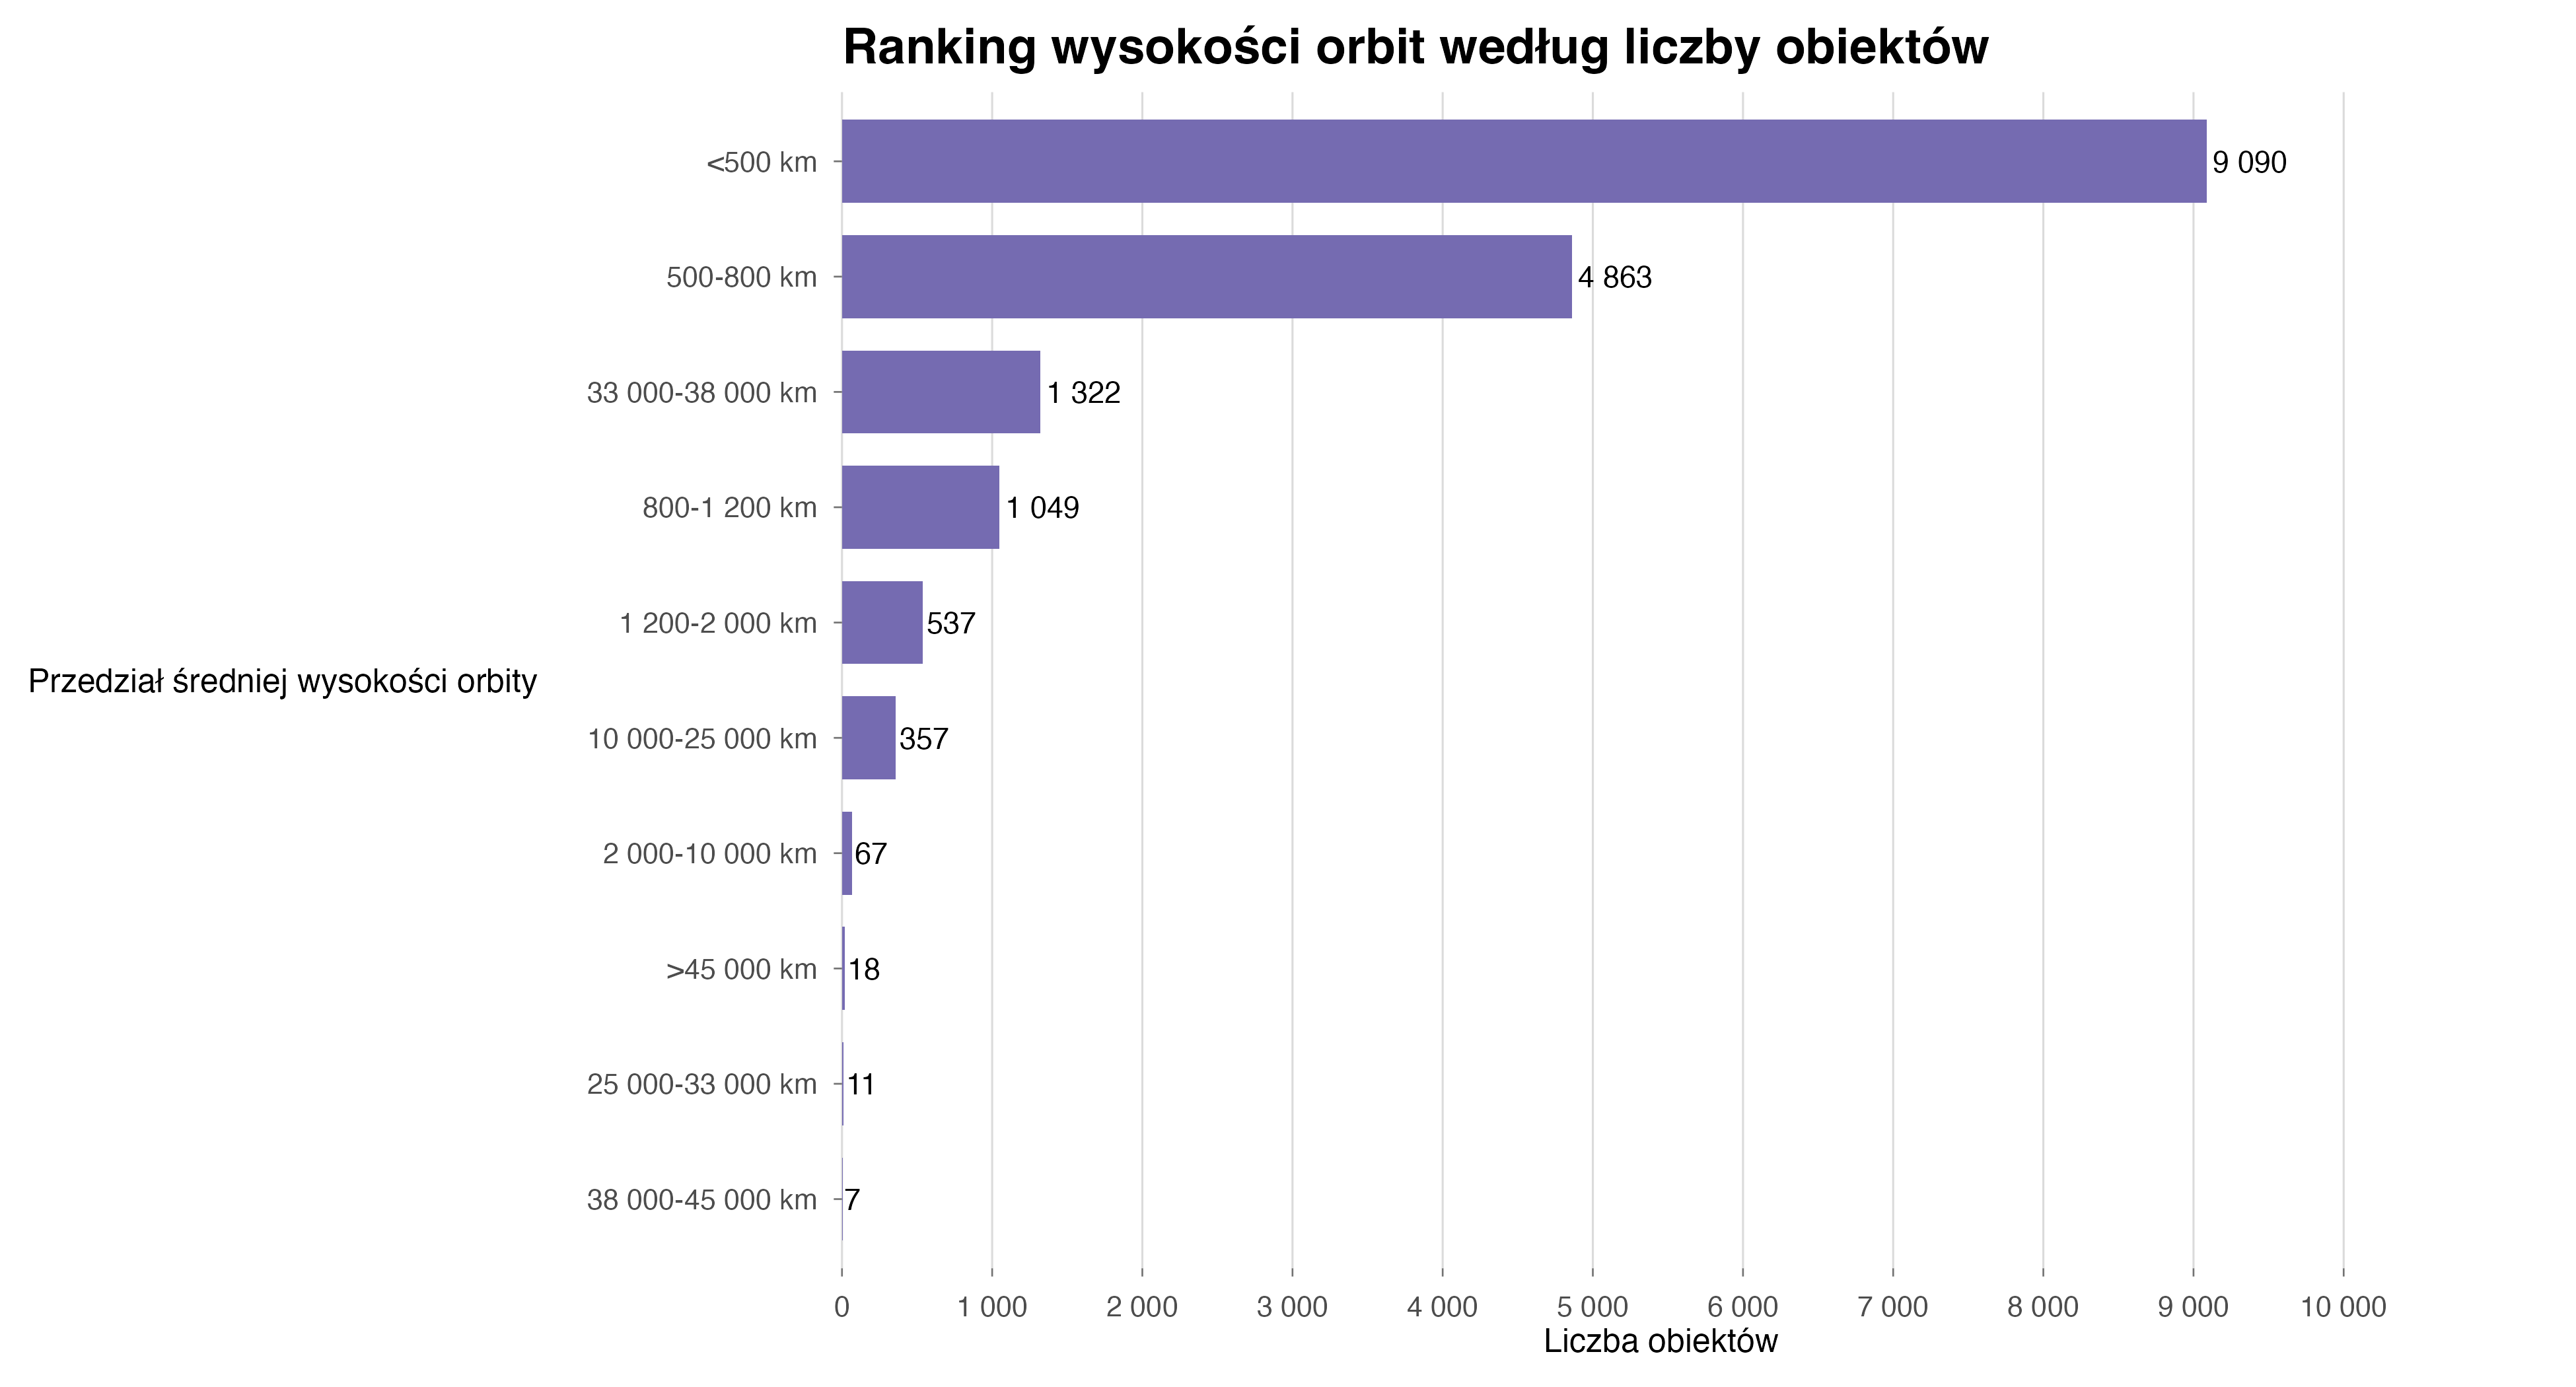 Ranking wysokości orbit według liczby obiektów
<500 km
9 090
500-800 km
4 863
33 000-38 000 km
1 322
800-1 200 km
1 049
1 200-2 000 km
537
Przedział średniej wysokości orbity
10 000-25 000 km
357
2 000-10 000 km
67
>45 000 km
18
25 000-33 000 km
11
38 000-45 000 km
7
0 1 000 2 000 3 000 4 000 5 000 6 000 7 000 8 000 9 000 10 000
Liczba obiektów